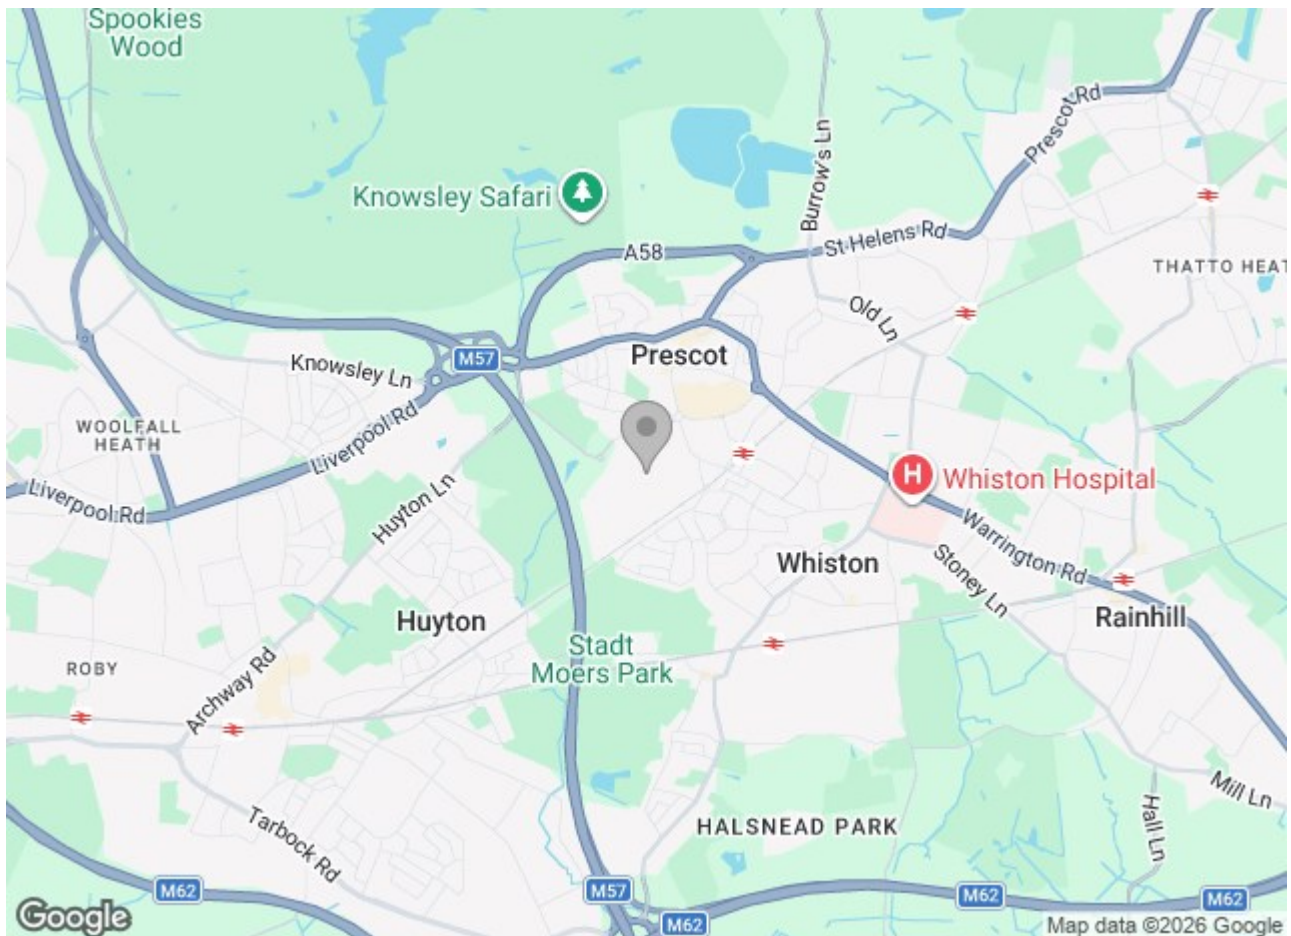 Spookies
Wood
Prescot Rd
Burrow's Ln
Knowsley Safari
St Helens Rd
A58
THATTO HEAT
Old Ln
Prescot
M57
Knowsley Ln
WOOLFALL
HEATH
Liverpool Rd
Liverpool Rd
Huyton Ln
H
Whiston Hospital
Warrington Rd
Whiston
Stoney Ln
Rainhill
Huyton
Stadt
Moers Park
ROBY
Archway Rd
Mill Ln
Hall Ln
HALSNEAD PARK
Tarbock Rd
M62
M57
M62
M62
M62
Google
Map data ©2026 Google